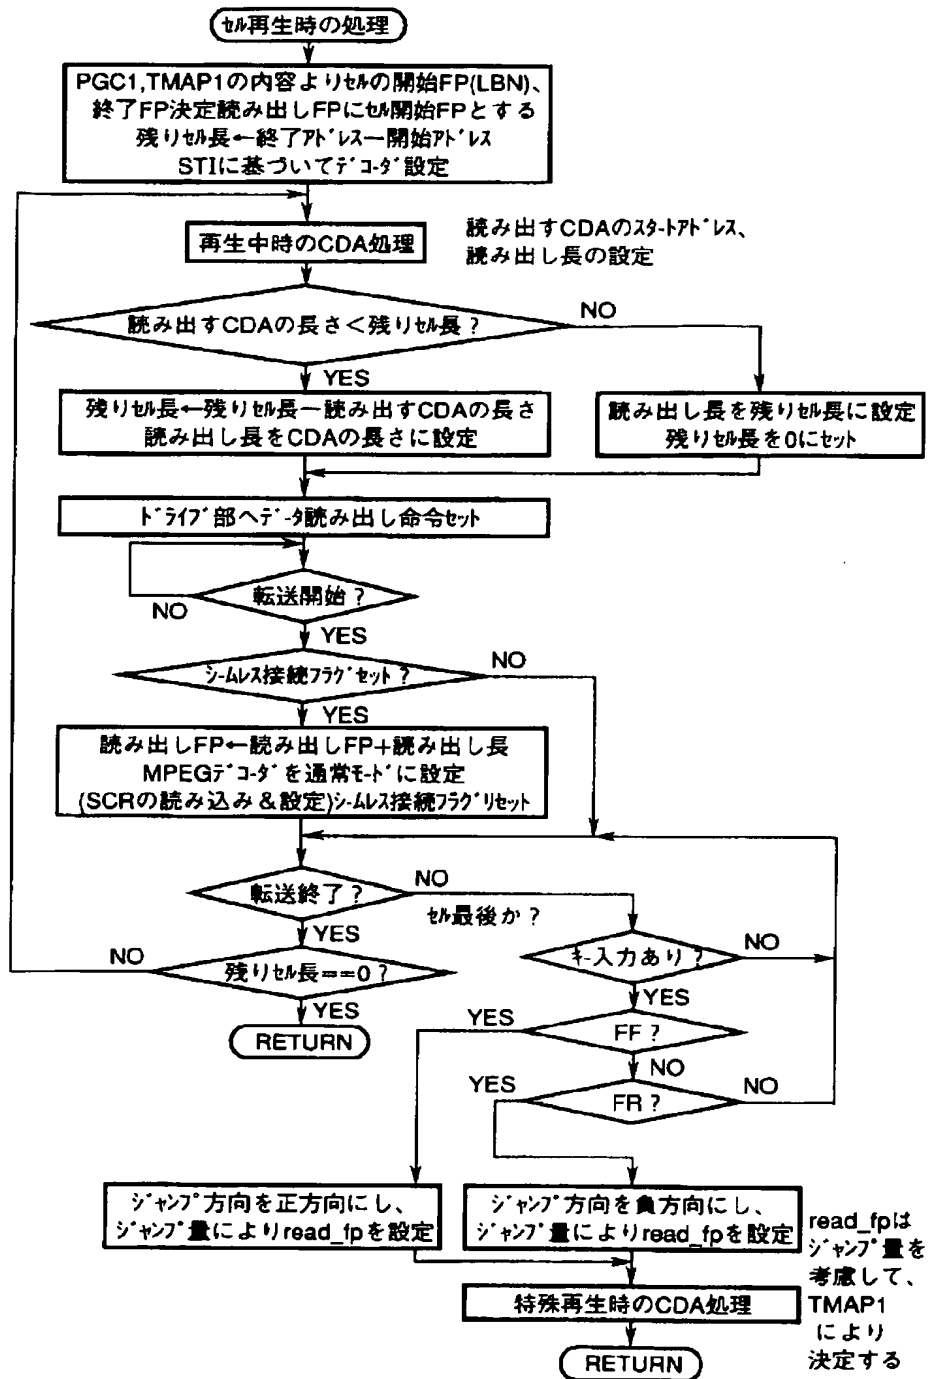 ｾﾙ再生時の処理
PGC1,TMAP1の内容よりｾﾙの開始FP(LBN)、
終了FP決定読み出しFPにｾﾙ開始FPとする
残りｾﾙ長←終了ｱﾄﾞﾚｽー開始ｱﾄﾞﾚｽ
STIに基づいてﾃﾞｺｰﾀﾞ設定
再生中時のCDA処理
読み出すCDAのｽﾀｰﾄｱﾄﾞﾚｽ、
読み出し長の設定
読み出すCDAの長さ＜残りｾﾙ長？
NO
YES
残りｾﾙ長←残りｾﾙ長ー読み出すCDAの長さ
読み出し長をCDAの長さに設定
読み出し長を残りｾﾙ長に設定
残りｾﾙ長を0にセット
ﾄﾞﾗｲﾌﾞ部へﾃﾞｰﾀ読み出し命令ｾｯﾄ
転送開始？
NO
YES
ｼｰﾑﾚｽ接続ﾌﾗｸﾞｾｯﾄ？
NO
YES
読み出しFP←読み出しFP+読み出し長
MPEGﾃﾞｺｰﾀﾞを通常ﾓｰﾄﾞに設定
(SCRの読み込み＆設定)ｼｰﾑﾚｽ接続ﾌﾗｸﾞﾘｾｯﾄ
転送終了？
NO
ｾﾙ最後か？
YES
NO
残りｾﾙ長==0？
YES
RETURN
ｷｰ入力あり？
NO
YES
YES
FF？
NO
YES
FR？
NO
ｼﾞｬﾝﾌﾟ方向を正方向にし、
ｼﾞｬﾝﾌﾟ量によりread_fpを設定
ｼﾞｬﾝﾌﾟ方向を負方向にし、
ｼﾞｬﾝﾌﾟ量によりread_fpを設定
read_fpは
ｼﾞｬﾝﾌﾟ量を
考慮して、
TMAP1
により
決定する
特殊再生時のCDA処理
RETURN